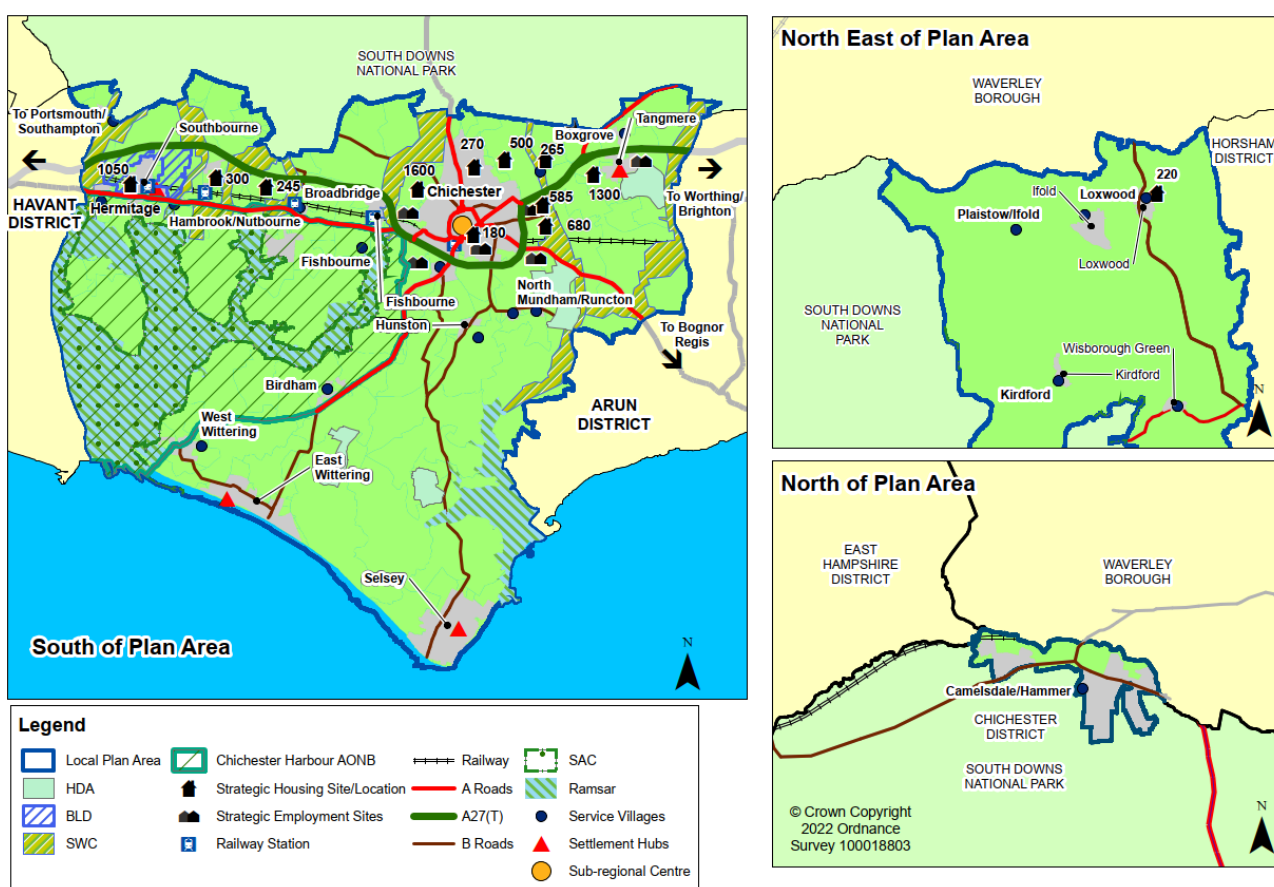 SOUTH DOWNS
NATIONAL PARK
To Portsmouth/
Southampton
Southbourne
Boxgrove
Tangmere
270
500
265
1050
300
245
Broadbridge
1600
Chichester
1300
585
680
180
To Worthing/
Brighton
HAVANT
DISTRICT
Hermitage
Hambrook/Nutbourne
Fishbourne
Fishbourne
Hunston
North
Mundham/Runcton
To Bognor
Regis
Birdham
West
Wittering
East
Wittering
ARUN
DISTRICT
Selsey
South of Plan Area
N
North East of Plan Area
WAVERLEY
BOROUGH
HORSHAM
DISTRICT
220
Ifold
Loxwood
Plaistow/Ifold
Loxwood
SOUTH DOWNS
NATIONAL
PARK
Wisborough Green
Kirdford
Kirdford
N
North of Plan Area
EAST
HAMPSHIRE
DISTRICT
WAVERLEY
BOROUGH
Camelsdale/Hammer
CHICHESTER
DISTRICT
SOUTH DOWNS
NATIONAL PARK
© Crown Copyright
2022 Ordnance
Survey 100018803
N
Legend
Local Plan Area
HDA
BLD
SWC
Chichester Harbour AONB
Strategic Housing Site/Location
Strategic Employment Sites
Railway Station
Railway
A Roads
A27(T)
B Roads
SAC
Ramsar
Service Villages
Settlement Hubs
Sub-regional Centre